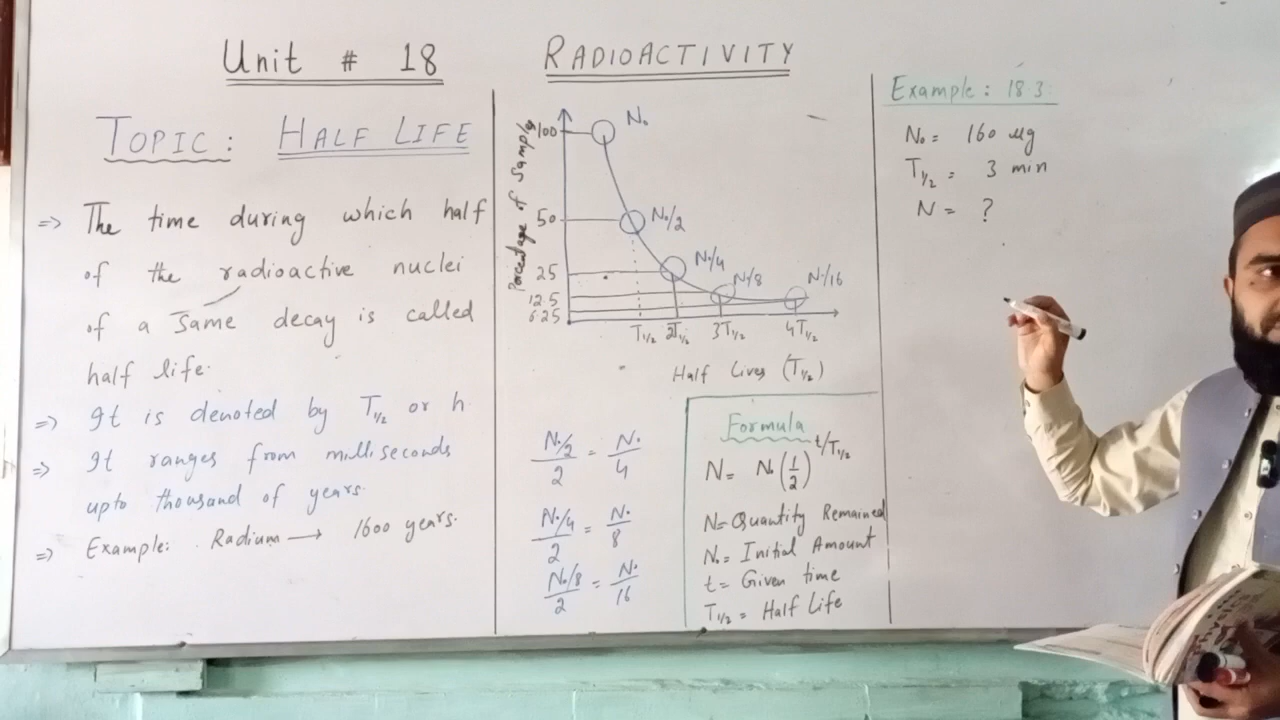 Unit # 18
RADIOACTIVITY
TOPIC: HALF LIFE
=> The time during which half
of the radioactive nuclei
of a same decay is called
half life.
=> It is denoted by T1/2 or h.
=> It ranges from milliseconds
upto thousand of years.
=> Example: Radium → 1600 years.
Percentage of Sample
100
50
25
12.5
6.25
N₀
N₀/2
N₀/4
N₀/8
N₀/16
T1/2 2T1/2 3T1/2 4T1/2
Half Lives (T1/2)
N₀/2 / 2 = N₀/4
N₀/4 / 2 = N₀/8
N₀/8 / 2 = N₀/16
Formula
N = N₀(1/2)^t/T1/2
N = Quantity Remained
N₀ = Initial Amount
t = Given time
T1/2 = Half Life
Example: 18.3:
N₀ = 160 μg
T1/2 = 3 min
N = ?